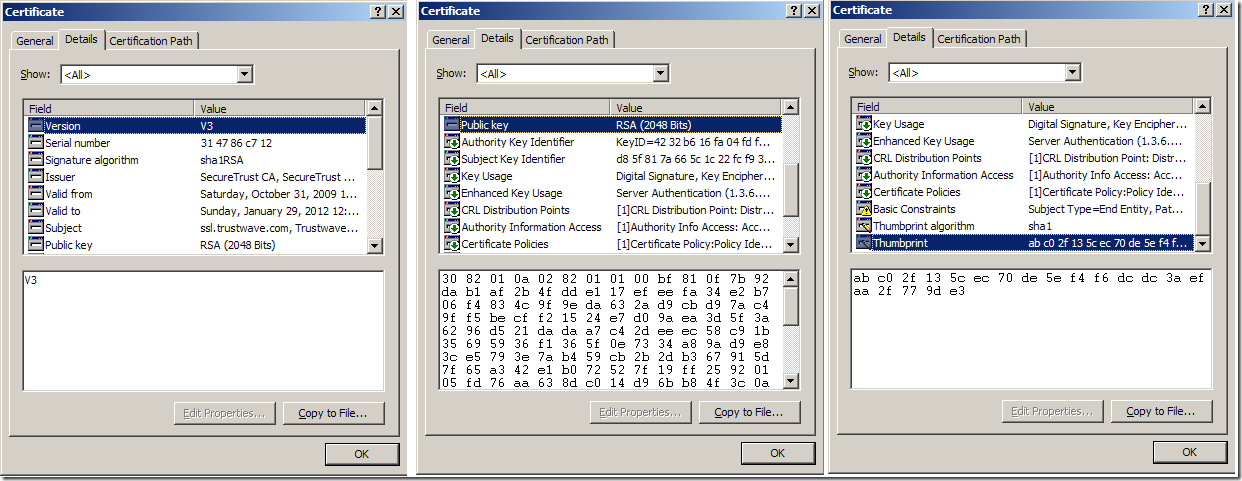 Certificate
General Details Certification Path
Show: <All>
Field Value
Version V3
Serial number 31 47 86 c7 12
Signature algorithm sha1RSA
Issuer SecureTrust CA, SecureTrust ...
Valid from Saturday, October 31, 2009 1...
Valid to Sunday, January 29, 2012 12:...
Subject ssl.trustwave.com, Trustwave...
Public key RSA (2048 Bits)
V3
Edit Properties... Copy to File...
OK
Certificate
General Details Certification Path
Show: <All>
Field Value
Public key RSA (2048 Bits)
Authority Key Identifier KeyID=42 32 b6 16 fa 04 fd f...
Subject Key Identifier d8 5f 81 7a 66 5c 1c 22 fc f9 3...
Key Usage Digital Signature, Key Encipher...
Enhanced Key Usage Server Authentication (1.3.6....
CRL Distribution Points [1]CRL Distribution Point: Distr...
Authority Information Access [1]Authority Info Access: Acc...
Certificate Policies [1]Certificate Policy:Policy Ide...
30 82 01 0a 02 82 01 01 00 bf 81 0f 7b 92
da b1 af 2b 4f dd e1 17 ef ee fa 34 e2 b7
06 f4 83 4c 9f 9e da 63 2a d9 cb d9 7a c4
9f f5 be cf f2 15 24 e7 d0 9a ea 3d 5f 3a
62 96 d5 21 da da a7 c4 2d ee ec 58 c9 1b
35 69 59 36 f1 36 5f 0e 73 34 a8 9a d9 e8
3c e5 79 3e 7a b4 59 cb 2b 2d b3 67 91 5d
7f 65 a3 42 e1 b0 72 52 7f 19 ff 25 92 01
05 fd 76 aa 63 8d c0 14 d9 6b b8 4f 3c 0a
Edit Properties... Copy to File...
OK
Certificate
General Details Certification Path
Show: <All>
Field Value
Key Usage Digital Signature, Key Encipher...
Enhanced Key Usage Server Authentication (1.3.6....
CRL Distribution Points [1]CRL Distribution Point: Distr...
Authority Information Access [1]Authority Info Access: Acc...
Certificate Policies [1]Certificate Policy:Policy Ide...
Basic Constraints Subject Type=End Entity, Pat...
Thumbprint algorithm sha1
Thumbprint ab c0 2f 13 5c ec 70 de 5e f4 f...
ab c0 2f 13 5c ec 70 de 5e f4 f6 dc dc 3a ef
aa 2f 77 9d e3
Edit Properties... Copy to File...
OK